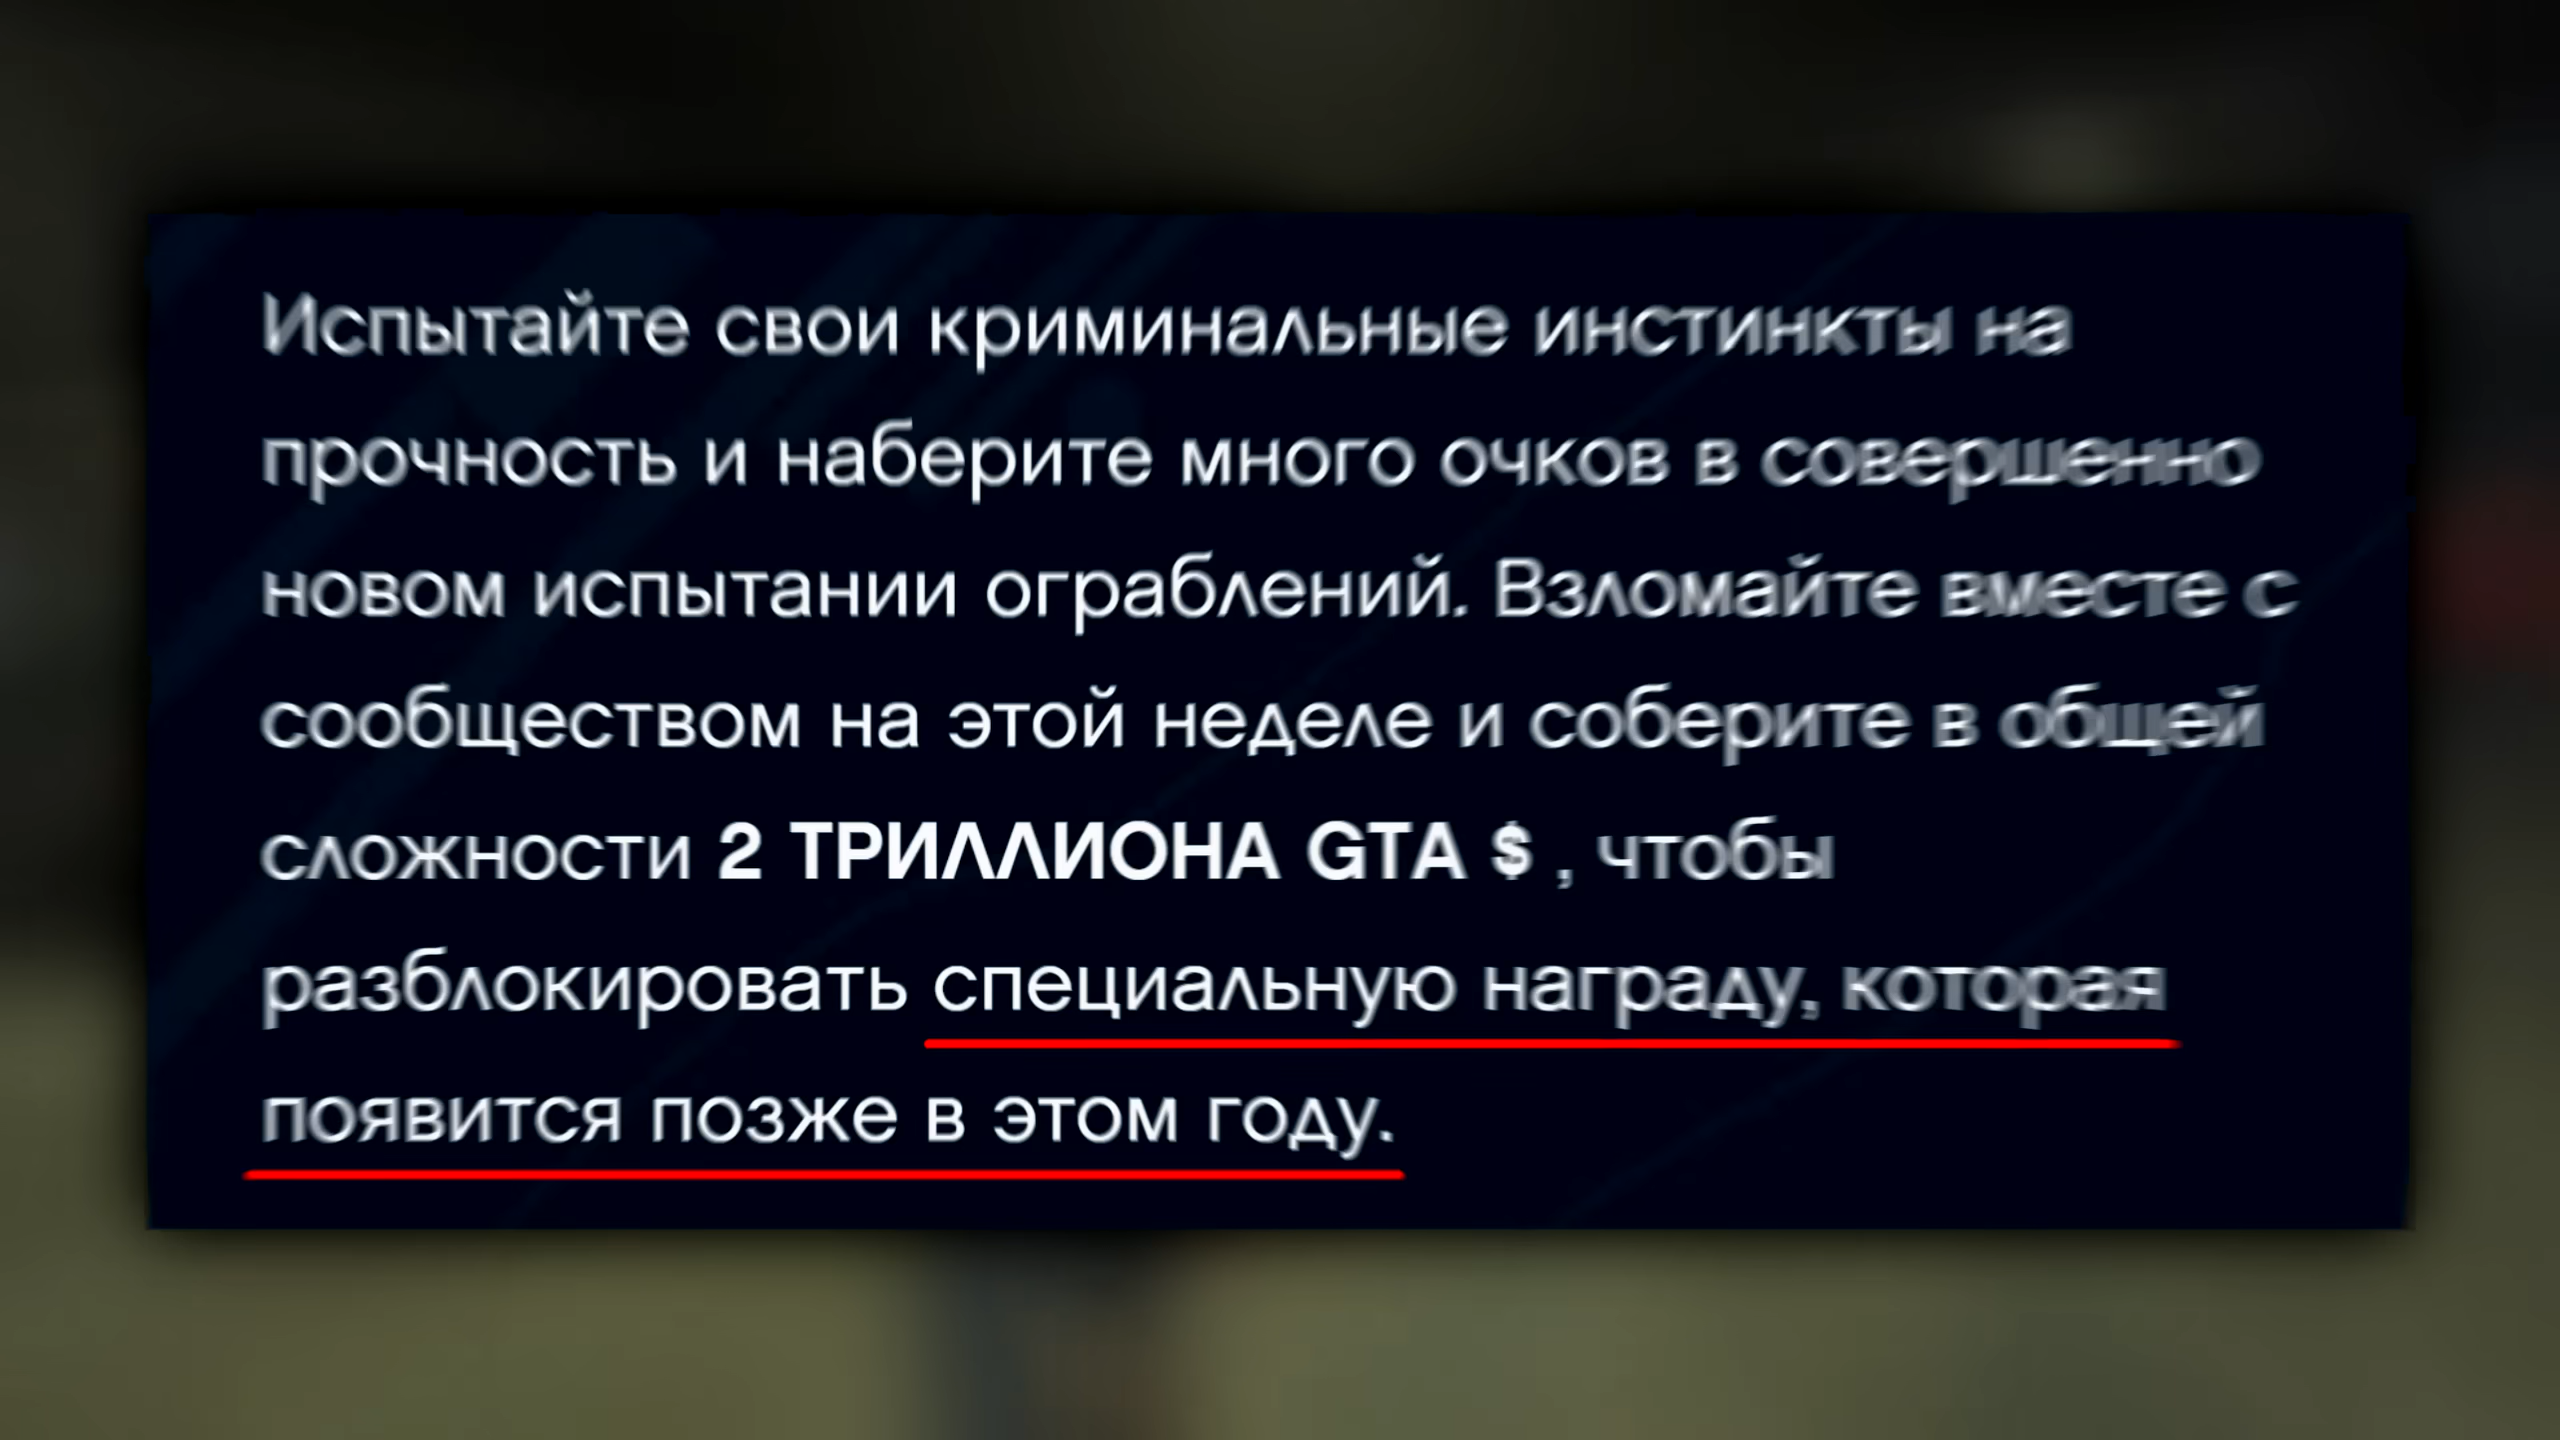 Испытайте свои криминальные инстинкты на
прочность и наберите много очков в совершенно
новом испытании ограблений. Взломайте вместе с
сообществом на этой неделе и соберите в общей
сложности 2 ТРИЛЛИОНА GTA $ , чтобы
разблокировать специальную награду, которая
появится позже в этом году.